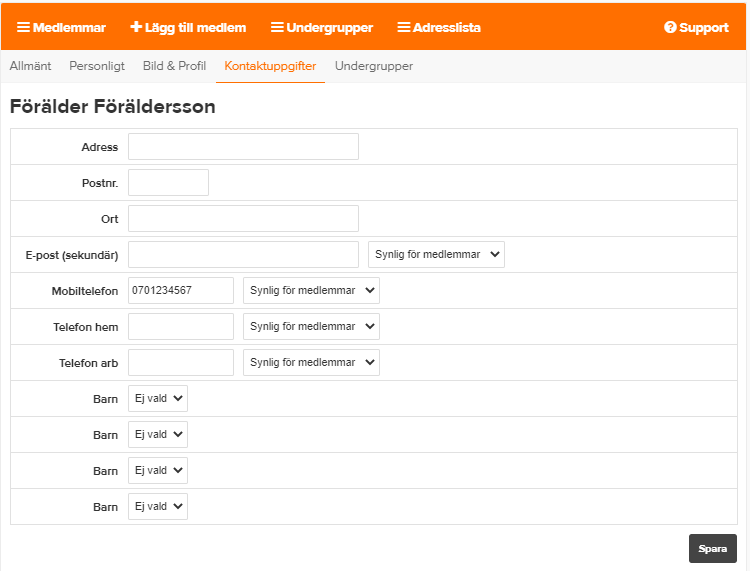 Medlemmar Lägg till medlem Undergrupper Adresslista Support
Allmänt Personligt Bild & Profil Kontaktuppgifter Undergrupper
Förälder Föräldersson
Adress
Postnr.
Ort
E-post (sekundär) Synlig för medlemmar
Mobiltelefon 0701234567 Synlig för medlemmar
Telefon hem Synlig för medlemmar
Telefon arb Synlig för medlemmar
Barn Ej vald
Barn Ej vald
Barn Ej vald
Barn Ej vald
Spara